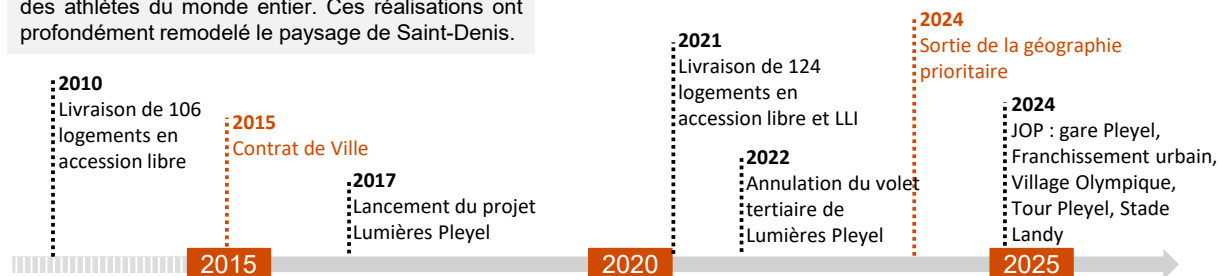 des athlètes du monde entier. Ces réalisations ont
profondément remodelé le paysage de Saint-Denis.
2010
Livraison de 106
logements en
accession libre
2015
Contrat de Ville
2017
Lancement du projet
Lumières Pleyel
2021
Livraison de 124
logements en
accession libre et LLI
2022
Annulation du volet
tertiaire de
Lumières Pleyel
2024
Sortie de la géographie
prioritaire
2024
JOP : gare Pleyel,
Franchissement urbain,
Village Olympique,
Tour Pleyel, Stade
Landy
2015
2020
2025